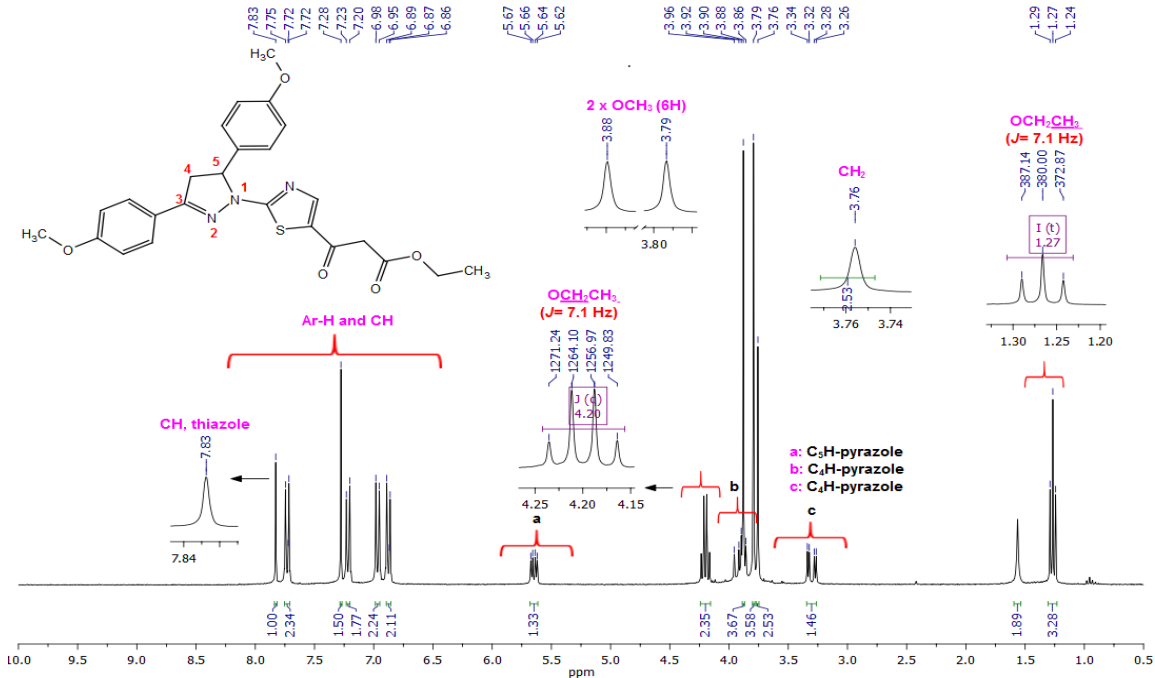 7.83 7.75 7.72 7.72 7.28 7.23 7.20 6.98 6.95 6.89 6.87 6.86 5.67 5.66 5.64 5.62 3.96 3.92 3.90 3.88 3.86 3.79 3.76 3.34 3.32 3.28 3.26 1.29 1.27 1.24
H₃C
O
4
5
N
1
3
N
2
N
S
H₃C
O
O
O
O
CH₃
2 x OCH₃ (6H)
3.88
3.79
3.80
CH₂
3.76
2.53
3.76 3.74
OCH₂CH₃
(J= 7.1 Hz)
387.14
380.00
372.87
I (t)
1.27
1.30 1.25 1.20
Ar-H and CH
OCH₂CH₃
(J= 7.1 Hz)
1271.24
1264.10
1256.97
1249.83
J (q)
4.20
4.25 4.20 4.15
CH, thiazole
7.83
7.84
a: C₅H-pyrazole
b: C₄H-pyrazole
c: C₄H-pyrazole
a
b
c
1.00 2.34 1.50 1.77 2.24 2.11 1.33 2.35 3.67 3.58 2.53 1.46 1.89 3.28
10.0 9.5 9.0 8.5 8.0 7.5 7.0 6.5 6.0 5.5 5.0 4.5 4.0 3.5 3.0 2.5 2.0 1.5 1.0 0.5
ppm